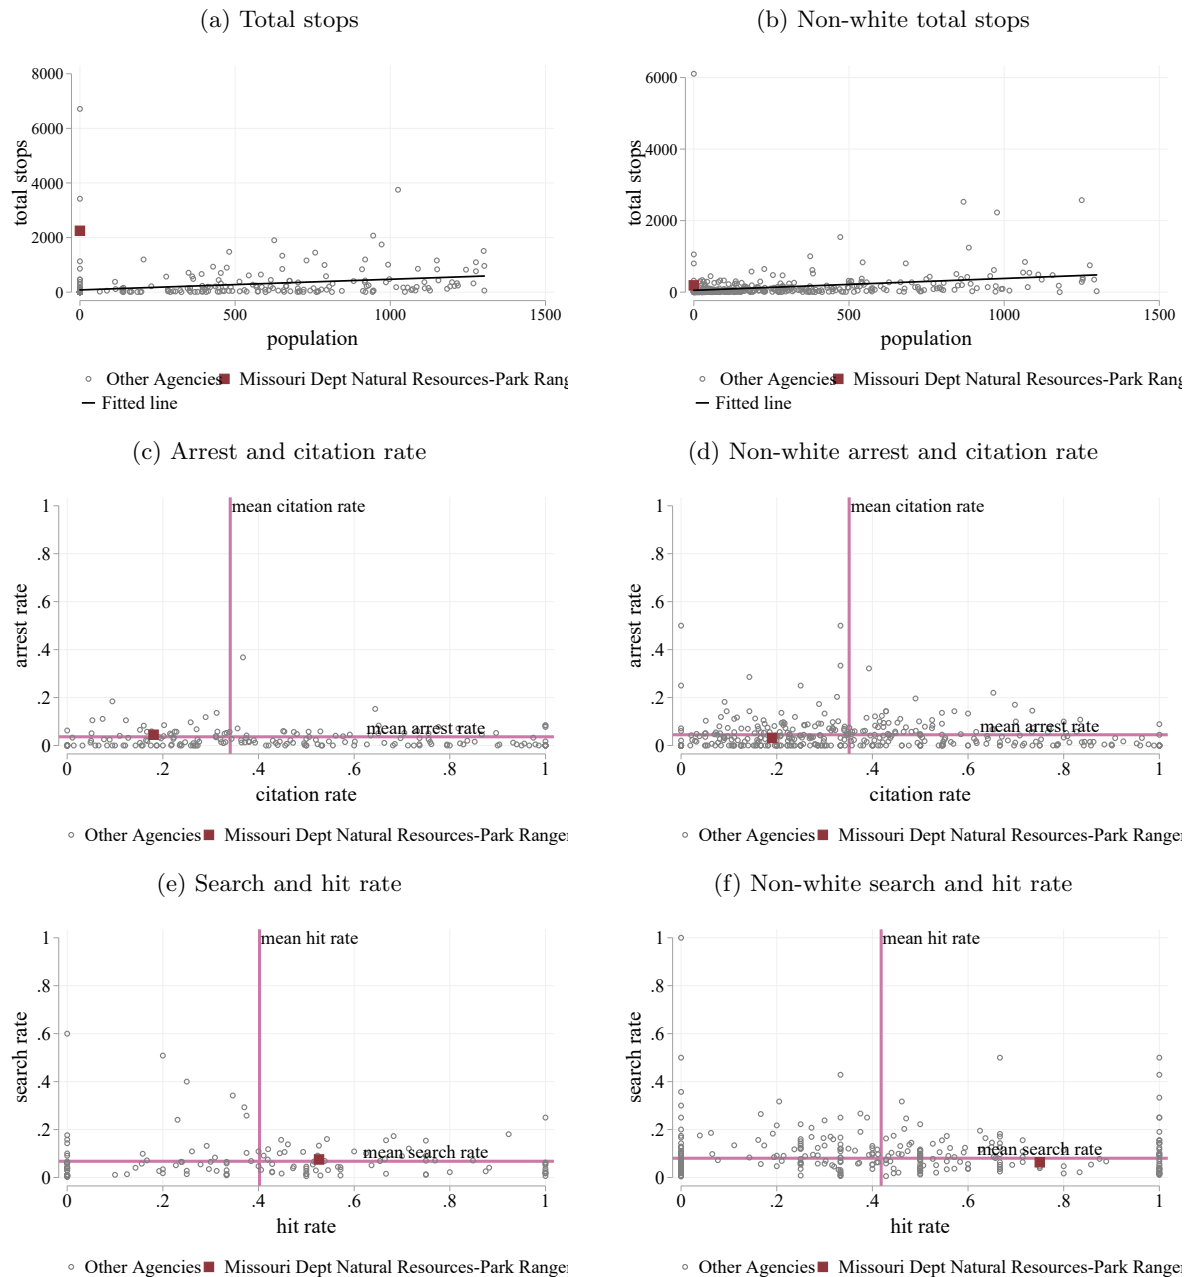 (a) Total stops
8000
6000
4000
2000
0
total stops
0 500 1000 1500
population
Other Agencies Missouri Dept Natural Resources-Park Rang
Fitted line
(b) Non-white total stops
6000
4000
2000
0
total stops
0 500 1000 1500
population
Other Agencies Missouri Dept Natural Resources-Park Rang
Fitted line
(c) Arrest and citation rate
mean citation rate
1
.8
.6
.4
.2
0
arrest rate
mean arrest rate
0 .2 .4 .6 .8 1
citation rate
Other Agencies Missouri Dept Natural Resources-Park Ranger
(d) Non-white arrest and citation rate
mean citation rate
1
.8
.6
.4
.2
0
arrest rate
mean arrest rate
0 .2 .4 .6 .8 1
citation rate
Other Agencies Missouri Dept Natural Resources-Park Ranger
(e) Search and hit rate
mean hit rate
1
.8
.6
.4
.2
0
search rate
mean search rate
0 .2 .4 .6 .8 1
hit rate
Other Agencies Missouri Dept Natural Resources-Park Ranger
(f) Non-white search and hit rate
mean hit rate
1
.8
.6
.4
.2
0
search rate
mean search rate
0 .2 .4 .6 .8 1
hit rate
Other Agencies Missouri Dept Natural Resources-Park Ranger